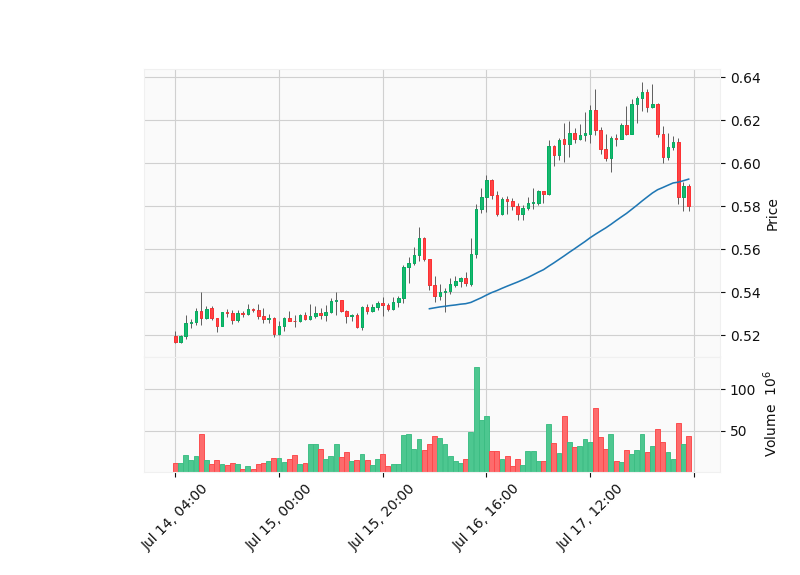 0.64
0.62
0.60
0.58
0.56
0.54
0.52
Price
100
50
Volume 10⁶
Jul 14, 04:00
Jul 15, 00:00
Jul 15, 20:00
Jul 16, 16:00
Jul 17, 12:00